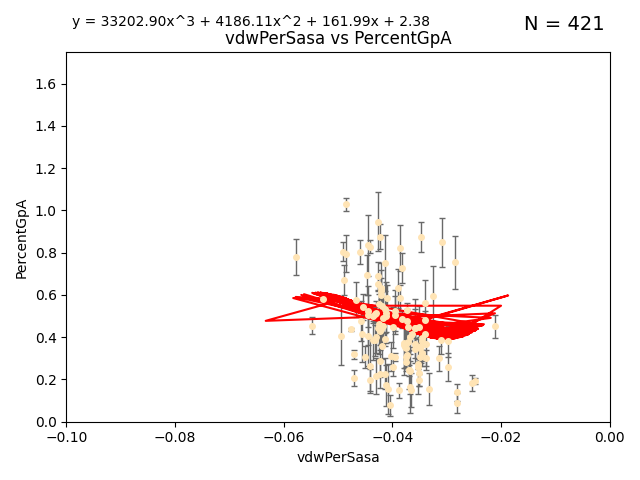 y = 33202.90x^3 + 4186.11x^2 + 161.99x + 2.38
N = 421
vdwPerSasa vs PercentGpA
PercentGpA
1.6
1.4
1.2
1.0
0.8
0.6
0.4
0.2
0.0
−0.10 −0.08 −0.06 −0.04 −0.02 0.00
vdwPerSasa